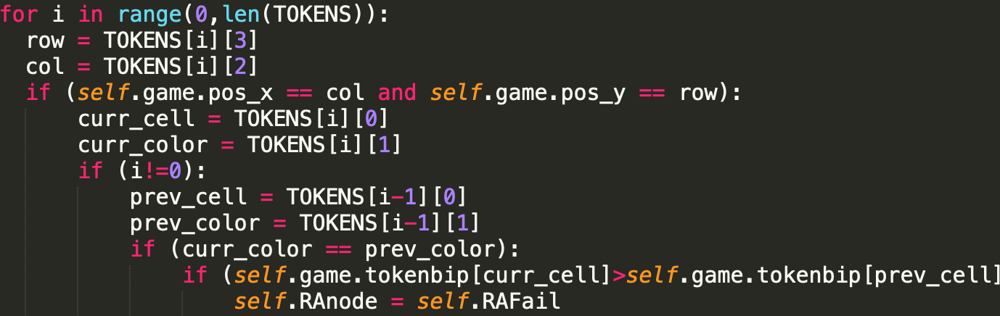 for i in range(0,len(TOKENS)):
row = TOKENS[i][3]
col = TOKENS[i][2]
if (self.game.pos_x == col and self.game.pos_y == row):
curr_cell = TOKENS[i][0]
curr_color = TOKENS[i][1]
if (i!=0):
prev_cell = TOKENS[i-1][0]
prev_color = TOKENS[i-1][1]
if (curr_color == prev_color):
if (self.game.tokenbip[curr_cell]>self.game.tokenbip[prev_cell]
self.RAnode = self.RAFail